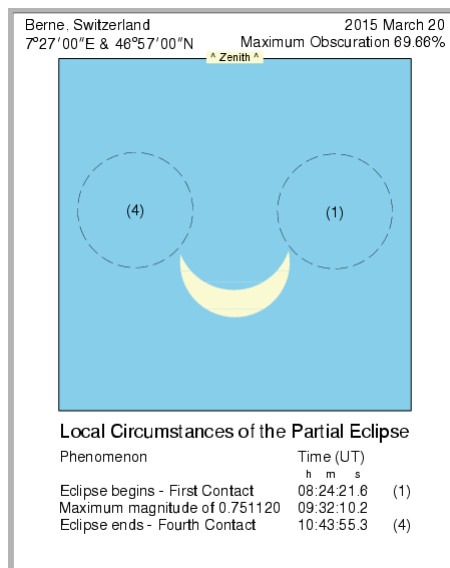 Berne, Switzerland 2015 March 20
7°27′00″E & 46°57′00″N Maximum Obscuration 69.66%
^ Zenith ^
(4) (1)
Local Circumstances of the Partial Eclipse
Phenomenon Time (UT)
h m s
Eclipse begins - First Contact 08:24:21.6 (1)
Maximum magnitude of 0.751120 09:32:10.2
Eclipse ends - Fourth Contact 10:43:55.3 (4)